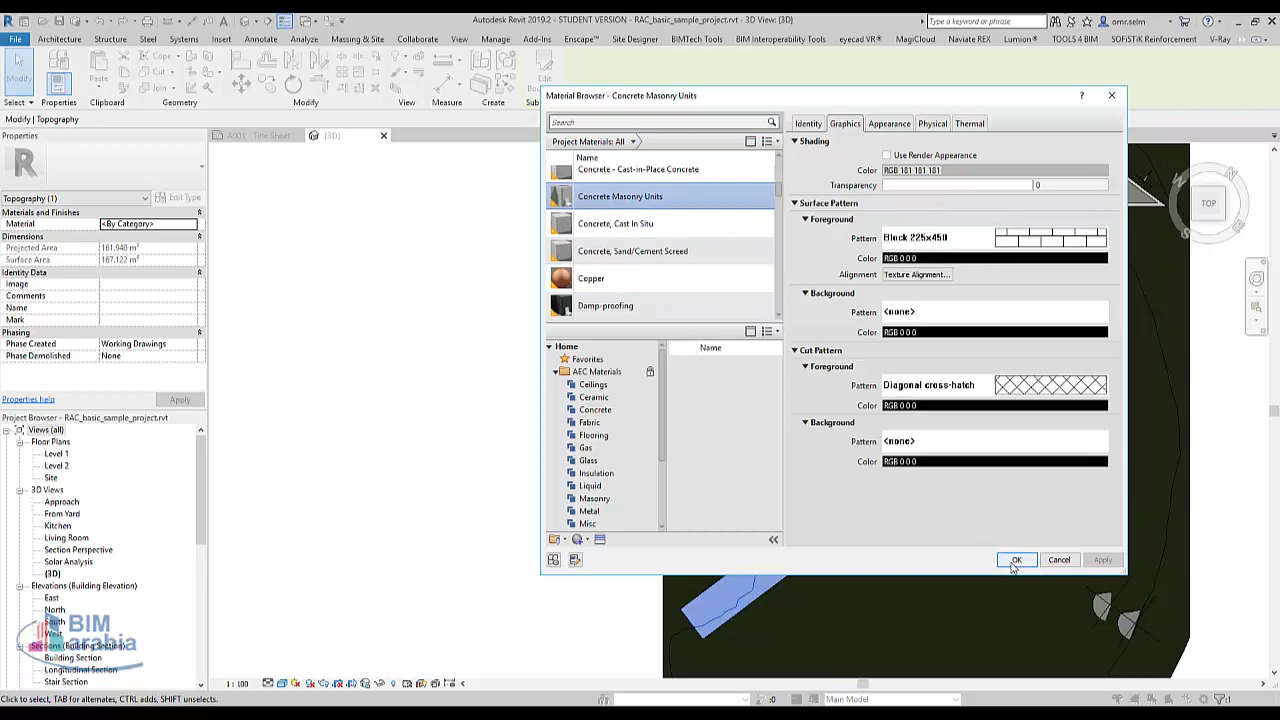 Autodesk Revit 2019.2 - STUDENT VERSION - RAC_basic_sample_project.rvt - 3D View: {3D}
Type a keyword or phrase
omr.selm
File Architecture Structure Steel Systems Insert Annotate Analyze Massing & Site Collaborate View Manage Add-Ins Enscape™ Site Designer BIMTech Tools BIM Interoperability Tools eyecad VR® MagiCloud Naviate REX Lumion® TOOLS 4 BIM SOFiSTiK Reinforcement V-Ray
Modify
Paste
Cope
Cut
Join
Edit
Select Properties Clipboard Geometry Modify View Measure Create
Modify | Topography
Properties
A001 - Title Sheet
{3D}
Topography (1)
Edit Type
Materials and Finishes
Material <By Category>
Dimensions
Projected Area 161.940 m²
Surface Area 167.122 m²
Identity Data
Image
Comments
Name
Mark
Phasing
Phase Created Working Drawings
Phase Demolished None
Properties help
Apply
Project Browser - RAC_basic_sample_project.rvt
Views (all)
Floor Plans
Level 1
Level 2
Site
3D Views
Approach
From Yard
Kitchen
Living Room
Section Perspective
Solar Analysis
{3D}
Elevations (Building Elevation)
East
North
South
West
Sections (Building Section)
Building Section
Longitudinal Section
Stair Section
BIM
arabia
Material Browser - Concrete Masonry Units
?
Search
Project Materials: All
Name
Concrete - Cast-in-Place Concrete
Concrete Masonry Units
Concrete, Cast In Situ
Concrete, Sand/Cement Screed
Copper
Damp-proofing
Home
Favorites
AEC Materials
Ceilings
Ceramic
Concrete
Fabric
Flooring
Gas
Glass
Insulation
Liquid
Masonry
Metal
Misc
Name
Identity Graphics Appearance Physical Thermal
Shading
Use Render Appearance
Color RGB 181 181 181
Transparency 0
Surface Pattern
Foreground
Pattern Block 225x450
Color RGB 0 0 0
Alignment Texture Alignment...
Background
Pattern <none>
Color RGB 0 0 0
Cut Pattern
Foreground
Pattern Diagonal cross-hatch
Color RGB 0 0 0
Background
Pattern <none>
Color RGB 0 0 0
OK Cancel Apply
TOP
W
N
S
1 : 100
Click to select, TAB for alternates, CTRL adds, SHIFT unselects.
:0
Main Model
:1